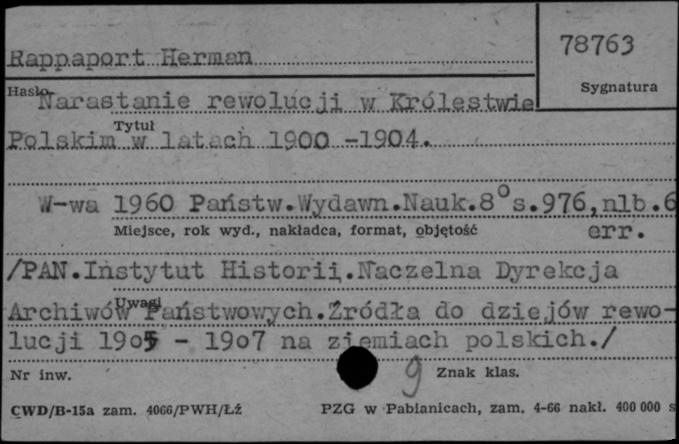 Rappaport Herman
78763
Sygnatura
Hasło
Narastanie rewolucji w Królestwie
Tytuł
Polskim w latach 1900 -1904.
W-wa 1960 Państw.Wydawn.Nauk.8° s.976,nlb.6
Miejsce, rok wyd., nakładca, format, objętość
err.
/PAN.Instytut Historii.Naczelna Dyrekcja
Uwagi
Archiwów Państwowych.Źródła do dziejów rewo-
lucji 1905 - 1907 na ziemiach polskich./
Nr inw.
9 Znak klas.
CWD/B-15a zam. 4066/PWH/Łź
PZG w Pabianicach, zam. 4-66 nakł. 400 000 s